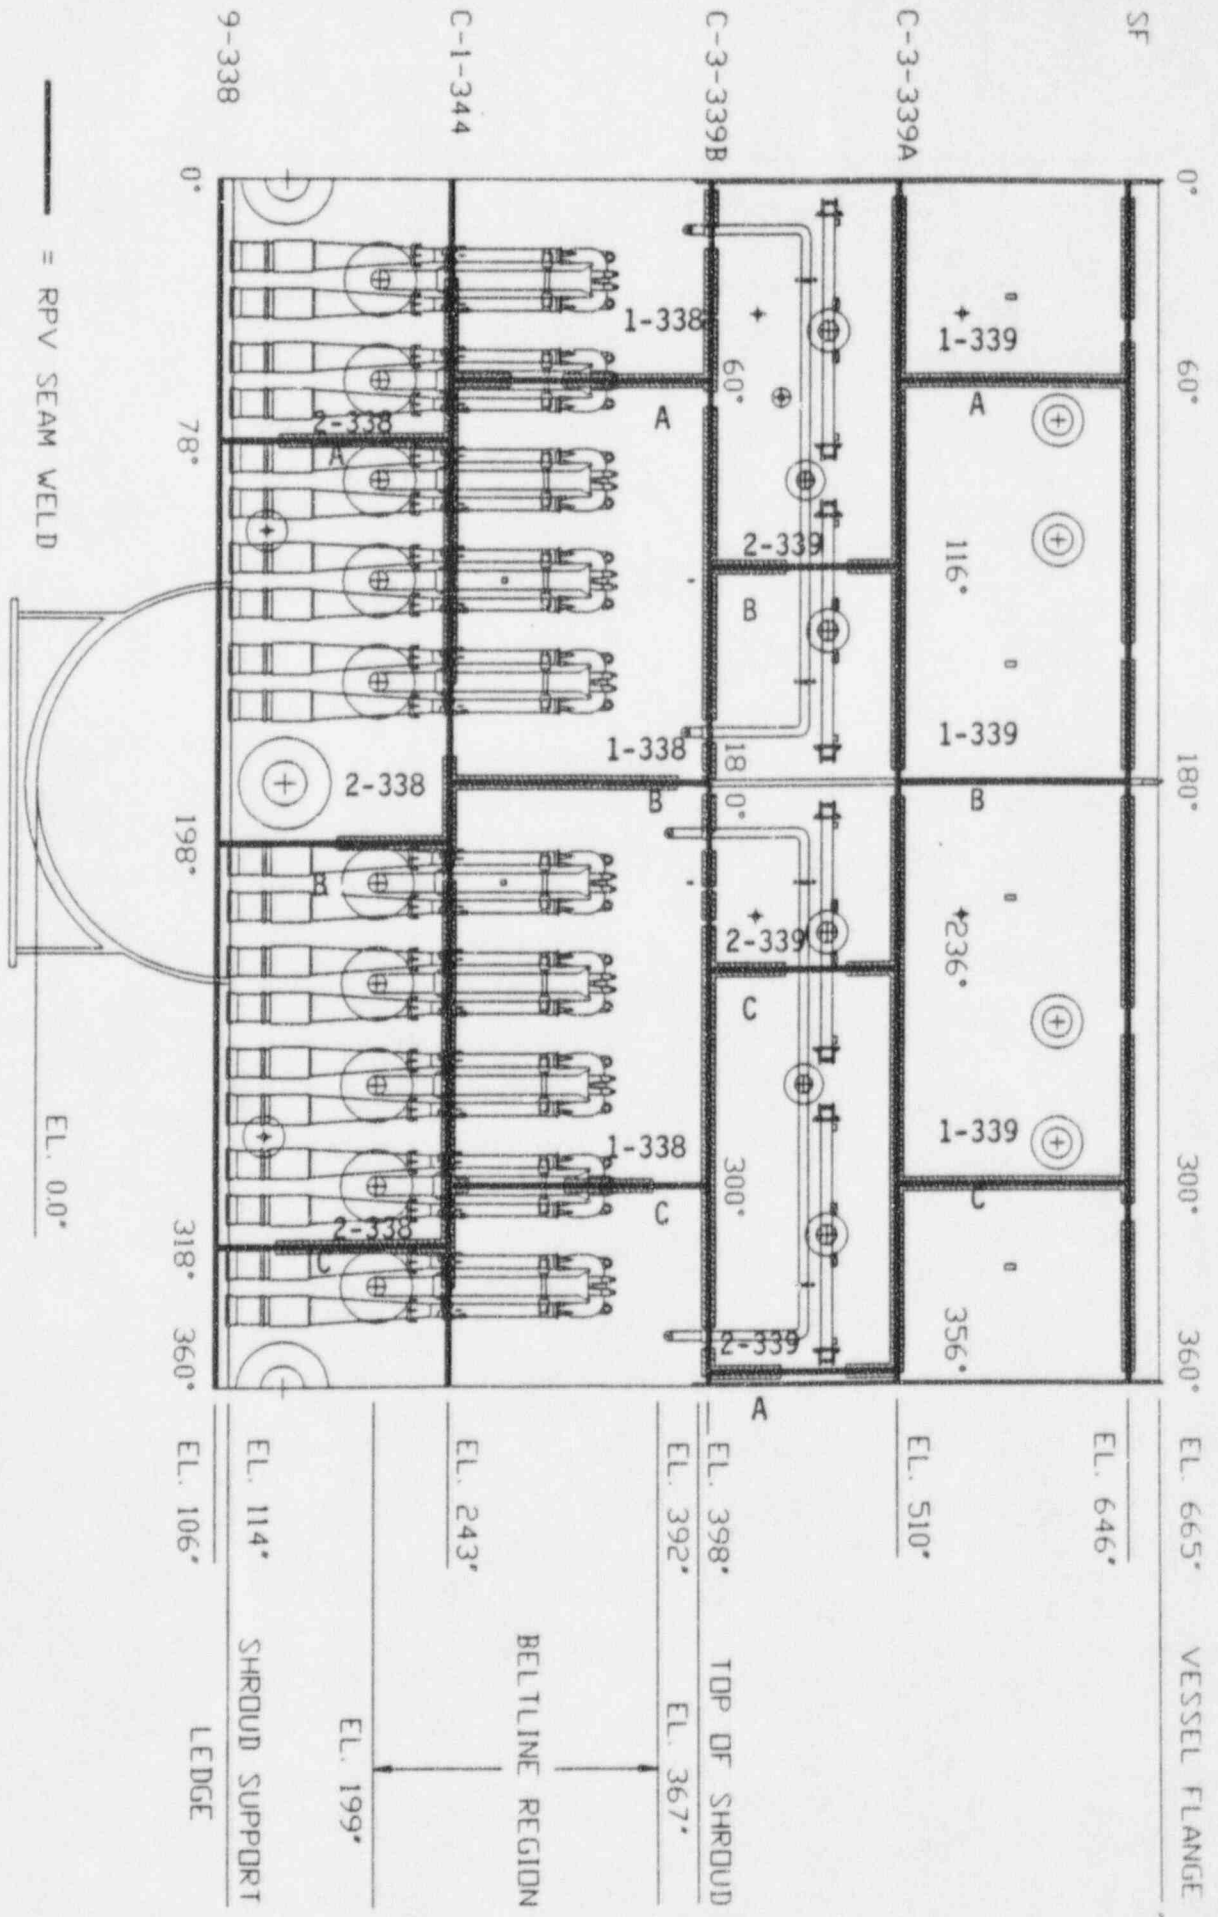 SF
C-3-339A
C-3-339B
C-1-344
9-338
0°
60°
180°
300°
360°
EL. 665" VESSEL FLANGE
EL. 646"
1-339
A
1-339
B
1-339
C
116°
236°
356°
EL. 510"
2-339
B
2-339
C
2-339
A
60°
180°
300°
EL. 398" TOP OF SHROUD
EL. 392"
EL. 367"
1-338
A
1-338
B
1-338
C
BELTLINE REGION
EL. 243"
EL. 199"
2-338
A
2-338
B
2-338
C
EL. 114" SHROUD SUPPORT
EL. 106" LEDGE
0°
78°
198°
318°
360°
EL. 0.0"
= RPV SEAM WELD